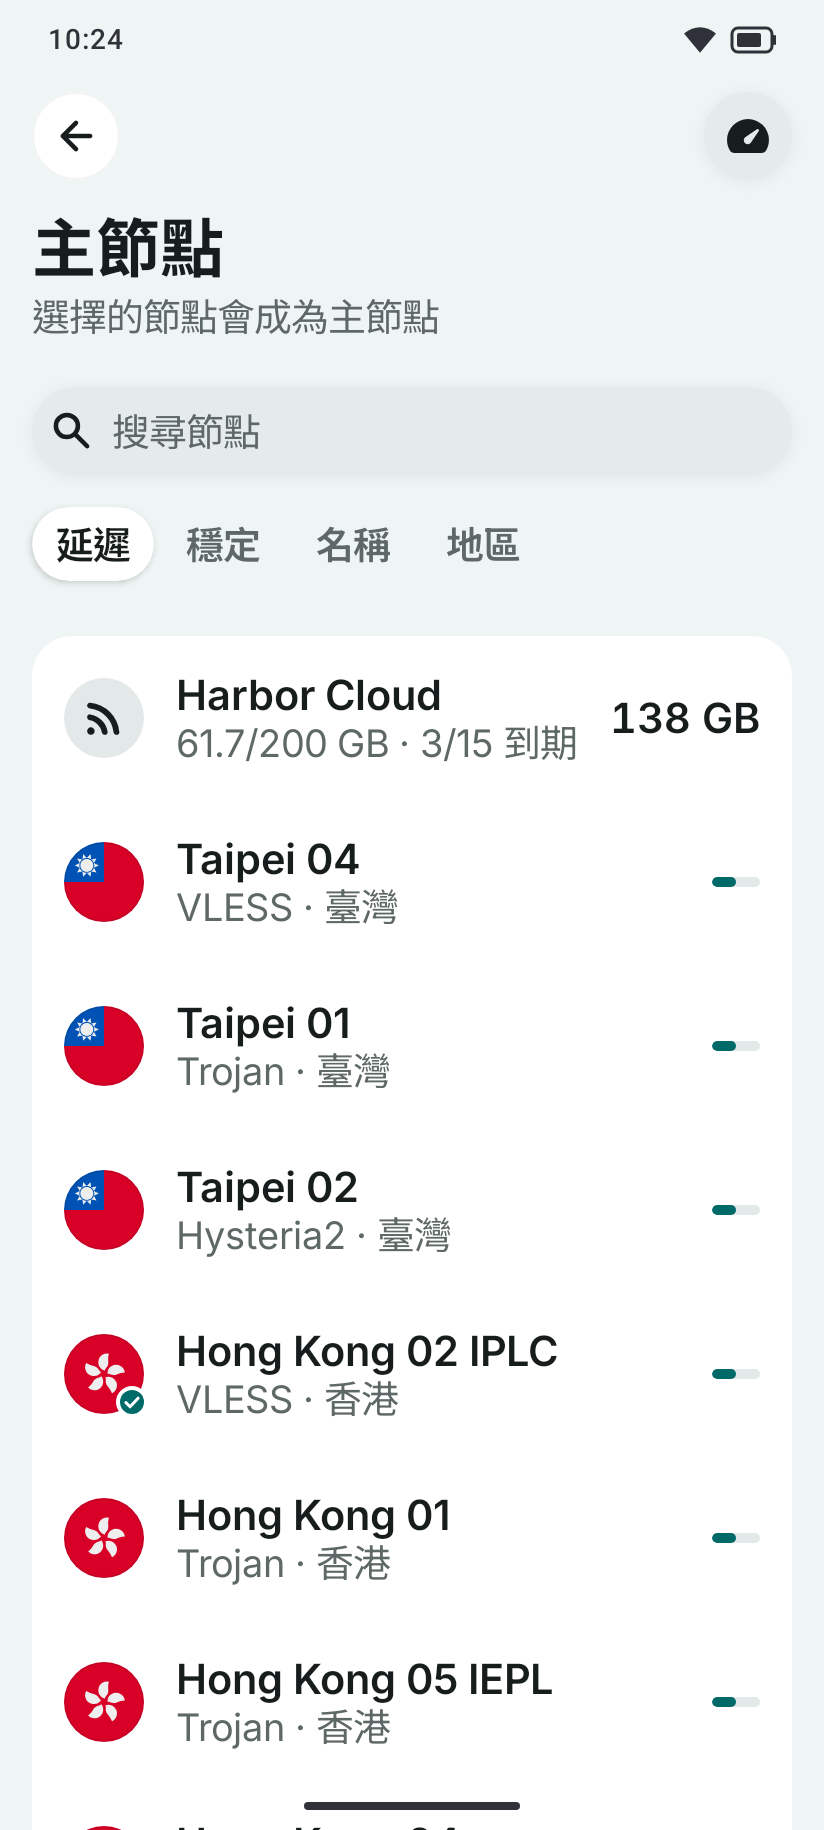 10:24
主節點
選擇的節點會成為主節點
搜尋節點
延遲
穩定
名稱
地區
Harbor Cloud
61.7/200 GB · 3/15 到期
138 GB
Taipei 04
VLESS · 臺灣
Taipei 01
Trojan · 臺灣
Taipei 02
Hysteria2 · 臺灣
Hong Kong 02 IPLC
VLESS · 香港
Hong Kong 01
Trojan · 香港
Hong Kong 05 IEPL
Trojan · 香港